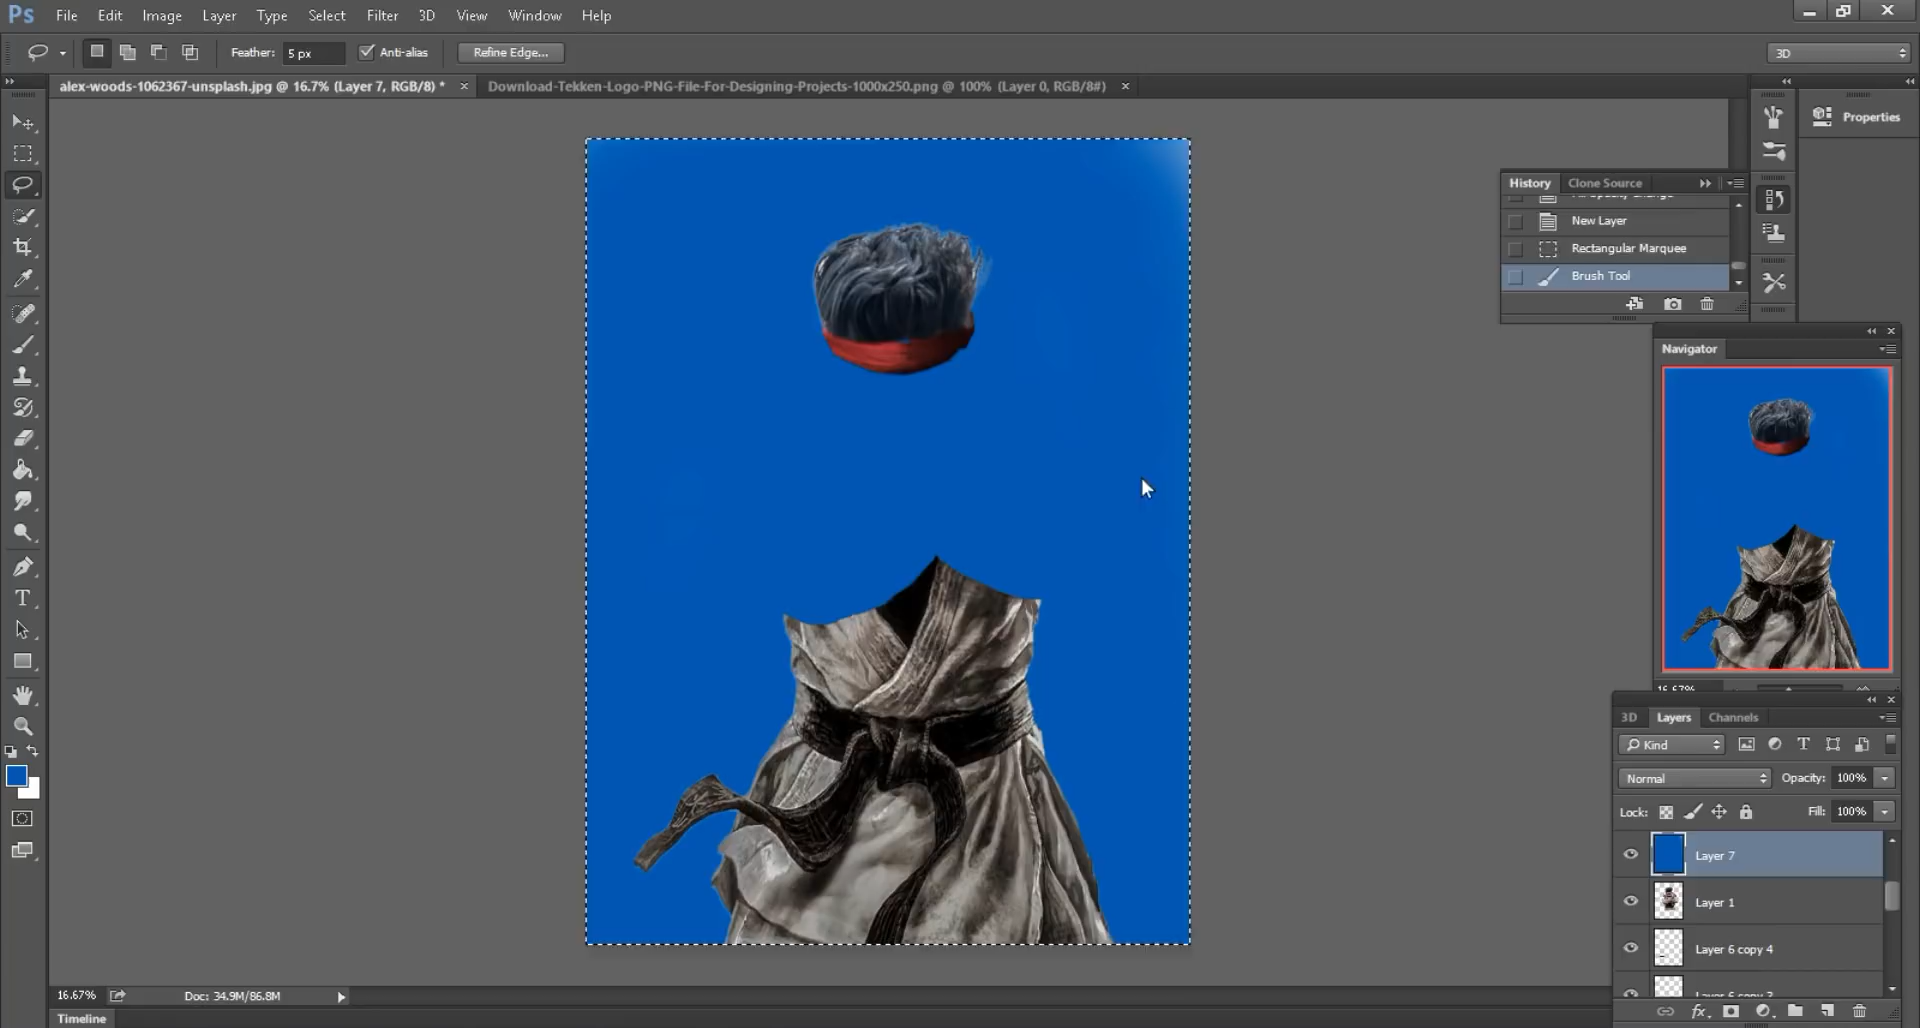 Ps File Edit Image Layer Type Select Filter 3D View Window Help
Feather: 5 px Anti-alias Refine Edge... 3D
alex-woods-1062367-unsplash.jpg @ 16.7% (Layer 7, RGB/8) * × Download-Tekken-Logo-PNG-File-For-Designing-Projects-1000x250.png @ 100% (Layer 0, RGB/8#) ×
Properties
History Clone Source
New Layer
Rectangular Marquee
Brush Tool
Navigator
16.67%
3D Layers Channels
Kind
Normal Opacity: 100%
Lock: Fill: 100%
Layer 7
Layer 1
Layer 6 copy 4
16.67% Doc: 34.9M/86.8M
Timeline